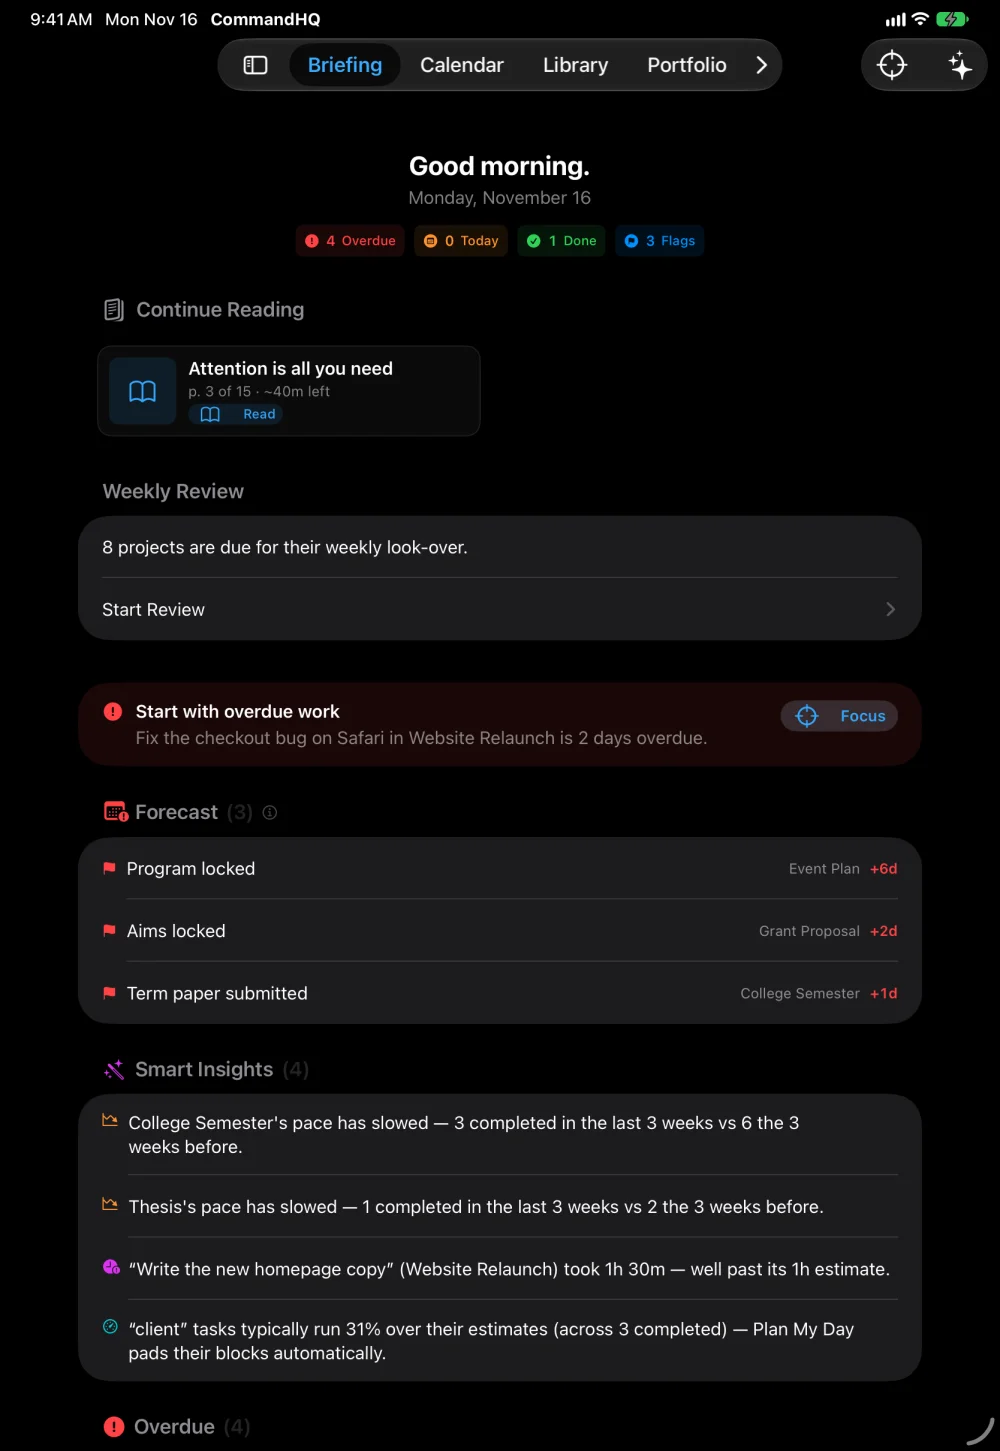 9:41 AM Mon Nov 16 CommandHQ
Briefing Calendar Library Portfolio
Good morning.
Monday, November 16
4 Overdue 0 Today 1 Done 3 Flags
Continue Reading
Attention is all you need
p. 3 of 15 · ~40m left
Read
Weekly Review
8 projects are due for their weekly look-over.
Start Review
Start with overdue work
Focus
Fix the checkout bug on Safari in Website Relaunch is 2 days overdue.
Forecast (3)
Program locked Event Plan +6d
Aims locked Grant Proposal +2d
Term paper submitted College Semester +1d
Smart Insights (4)
College Semester's pace has slowed — 3 completed in the last 3 weeks vs 6 the 3
weeks before.
Thesis's pace has slowed — 1 completed in the last 3 weeks vs 2 the 3 weeks before.
“Write the new homepage copy” (Website Relaunch) took 1h 30m — well past its 1h estimate.
“client” tasks typically run 31% over their estimates (across 3 completed) — Plan My Day
pads their blocks automatically.
Overdue (4)